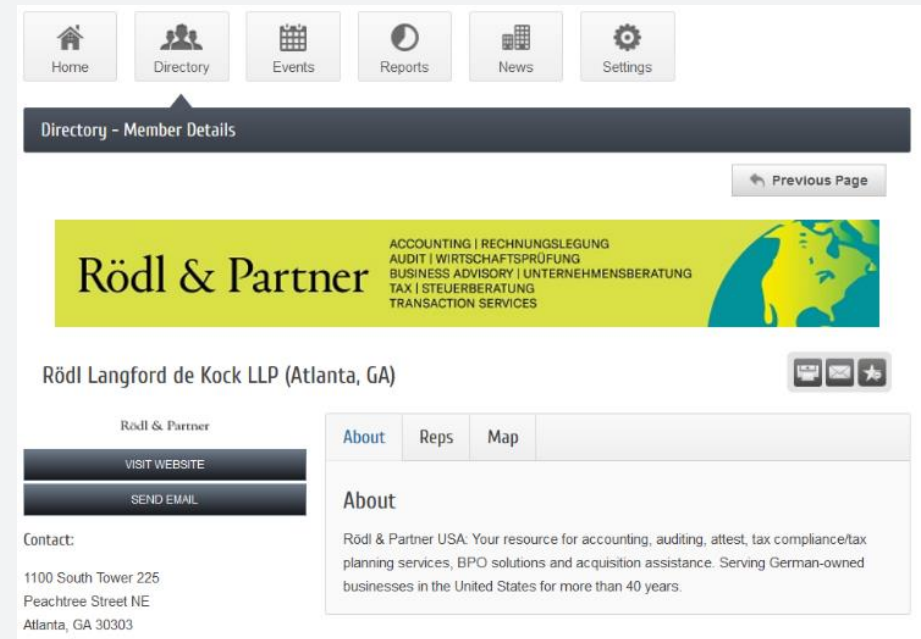 Home
Directory
Events
Reports
News
Settings
Directory - Member Details
Previous Page
Rödl & Partner
ACCOUNTING | RECHNUNGSLEGUNG
AUDIT | WIRTSCHAFTSPRÜFUNG
BUSINESS ADVISORY | UNTERNEHMENSBERATUNG
TAX | STEUERBERATUNG
TRANSACTION SERVICES
Rödl Langford de Kock LLP (Atlanta, GA)
Rödl & Partner
VISIT WEBSITE
SEND EMAIL
Contact:
1100 South Tower 225
Peachtree Street NE
Atlanta, GA 30303
About
Reps
Map
About
Rödl & Partner USA: Your resource for accounting, auditing, attest, tax compliance/tax
planning services, BPO solutions and acquisition assistance. Serving German-owned
businesses in the United States for more than 40 years.